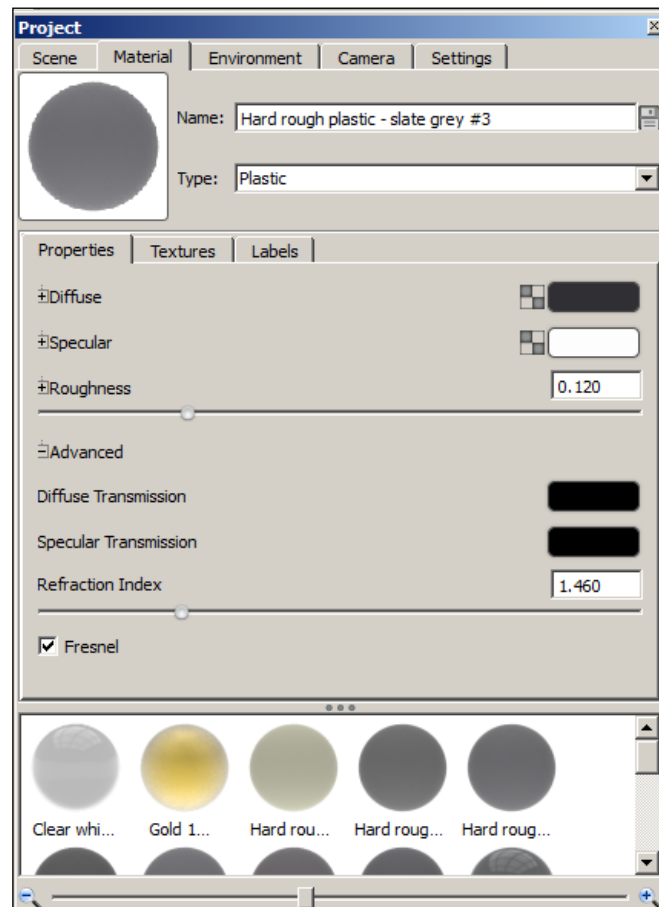 Project
Scene Material Environment Camera Settings
Name: Hard rough plastic - slate grey #3
Type: Plastic
Properties Textures Labels
Diffuse
Specular
Roughness 0.120
Advanced
Diffuse Transmission
Specular Transmission
Refraction Index 1.460
Fresnel
Clear whi... Gold 1... Hard rou... Hard roug... Hard roug...